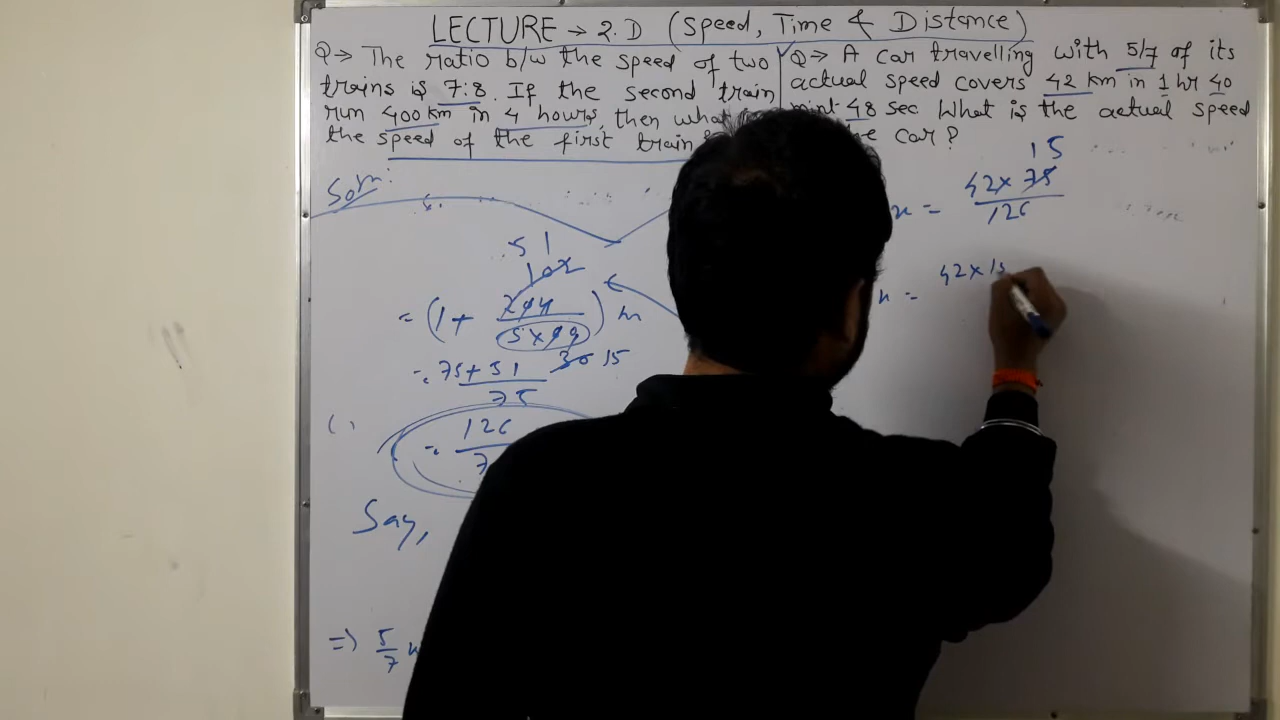 LECTURE → 2.D (Speed, Time & Distance)
Q→ The ratio b/w the speed of two
trains is 7:8. If the second train
run 400 km in 4 hours, then what
the speed of the first train
Q→ A car travelling with 5/7 of its
actual speed covers 42 km in 1 hr 40
mint 48 sec What is the actual speed
car?
Soln:
51
102
= (1 +
5×
) hr
30 15
= 75+51
75
= 126
7
Say,
=> 5/7
15
x = 42×75
126
x = 42×15